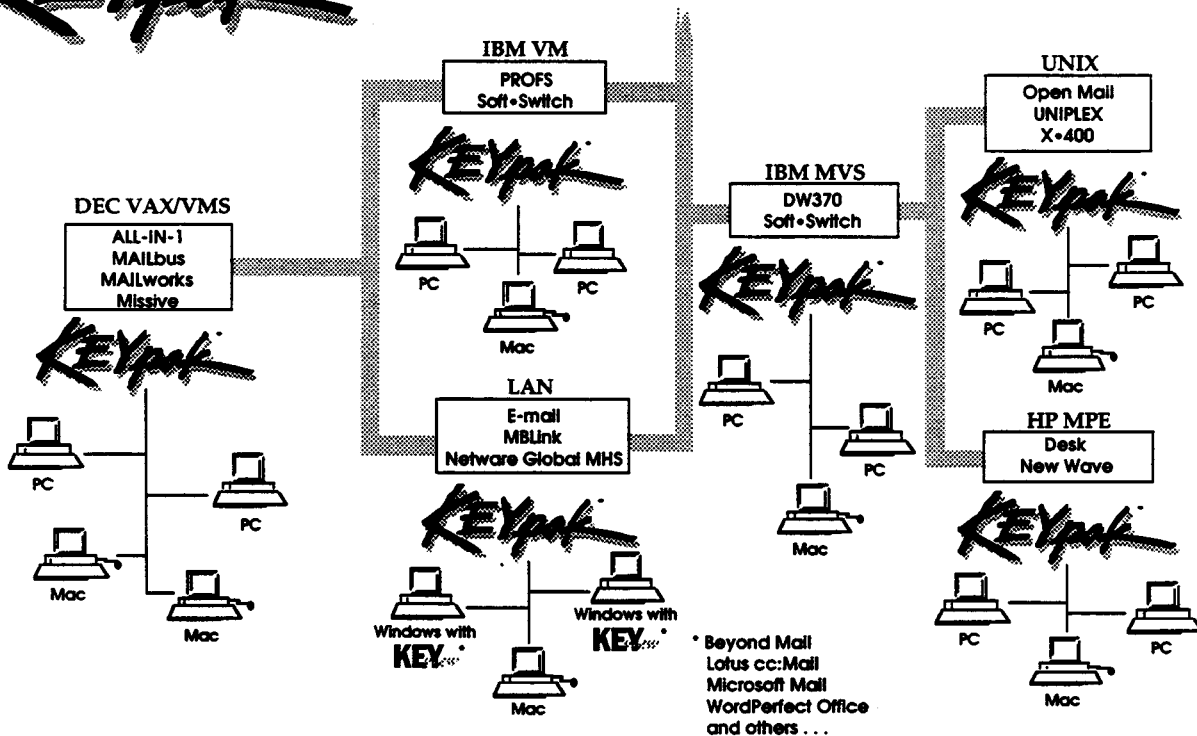 KEYpak
IBM VM
PROFS
Soft•Switch
KEYpak
PC
PC
Mac
UNIX
Open Mail
UNIPLEX
X•400
KEYpak
PC
PC
Mac
IBM MVS
DW370
Soft•Switch
KEYpak
PC
PC
Mac
DEC VAX/VMS
ALL-IN-1
MAILbus
MAILworks
Missive
KEYpak
PC
PC
Mac
Mac
LAN
E-mail
MBLink
Netware Global MHS
KEYpak
Windows with
KEY
Windows with
KEY
Mac
HP MPE
Desk
New Wave
KEYpak
PC
PC
Mac
* Beyond Mail
Lotus cc:Mail
Microsoft Mail
WordPerfect Office
and others . . .